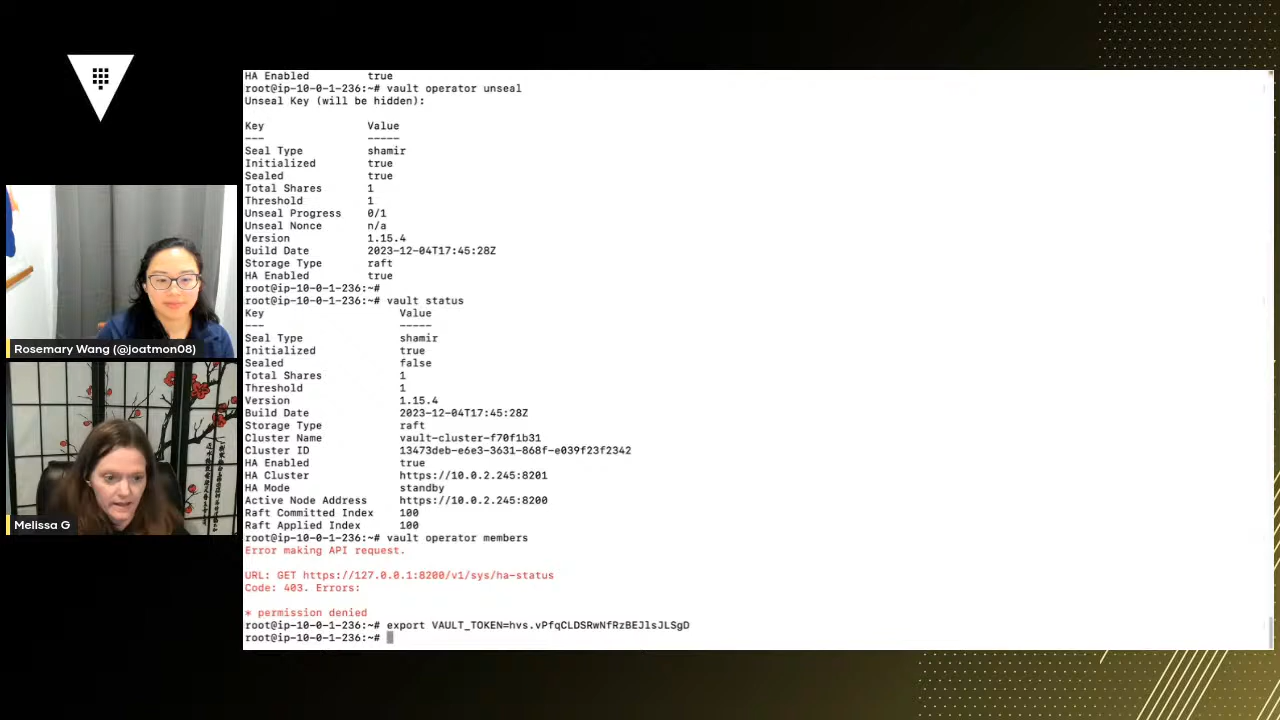 HA Enabled true
root@ip-10-0-1-236:~# vault operator unseal
Unseal Key (will be hidden):
Key Value
--- -----
Seal Type shamir
Initialized true
Sealed true
Total Shares 1
Threshold 1
Unseal Progress 0/1
Unseal Nonce n/a
Version 1.15.4
Build Date 2023-12-04T17:45:28Z
Storage Type raft
HA Enabled true
root@ip-10-0-1-236:~#
root@ip-10-0-1-236:~# vault status
Key Value
--- -----
Seal Type shamir
Initialized true
Sealed false
Total Shares 1
Threshold 1
Version 1.15.4
Build Date 2023-12-04T17:45:28Z
Storage Type raft
Cluster Name vault-cluster-f70f1b31
Cluster ID 13473deb-e6e3-3631-868f-e039f23f2342
HA Enabled true
HA Cluster https://10.0.2.245:8201
HA Mode standby
Active Node Address https://10.0.2.245:8200
Raft Committed Index 100
Raft Applied Index 100
root@ip-10-0-1-236:~# vault operator members
Error making API request.
URL: GET https://127.0.0.1:8200/v1/sys/ha-status
Code: 403. Errors:
* permission denied
root@ip-10-0-1-236:~# export VAULT_TOKEN=hvs.vPfqCLDSRwNfRzBEJlsJLSgD
root@ip-10-0-1-236:~#
Rosemary Wang (@joatmon08)
Melissa G